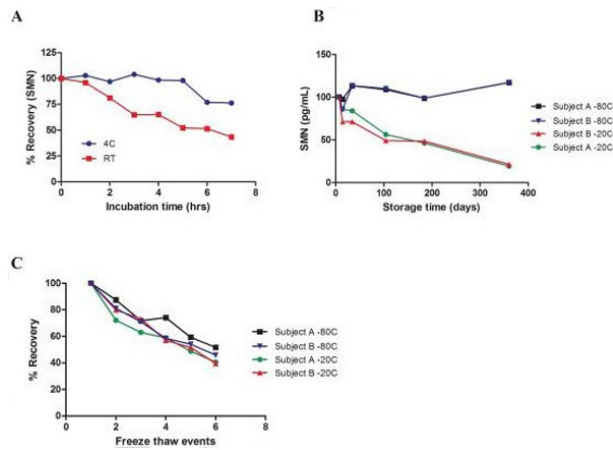 A
% Recovery (SMN)
125
100
75
50
25
0
4C
RT
0
2
4
6
8
Incubation time (hrs)
B
SMN (pg/mL)
150
100
50
0
0
100
200
300
400
Storage time (days)
Subject A -80C
Subject B -80C
Subject B -20C
Subject A -20C
C
% Recovery
100
80
60
40
20
0
0
2
4
6
8
Freeze thaw events
Subject A -80C
Subject B -80C
Subject A -20C
Subject B -20C